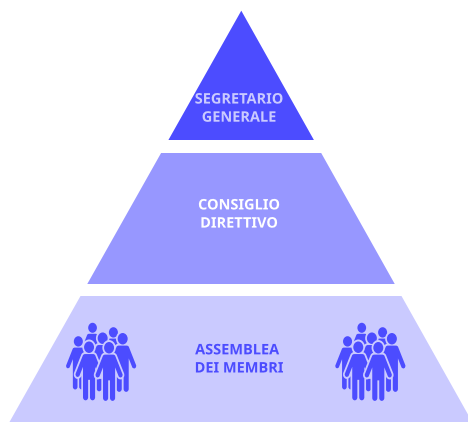 SEGRETARIO
GENERALE
CONSIGLIO
DIRETTIVO
ASSEMBLEA
DEI MEMBRI